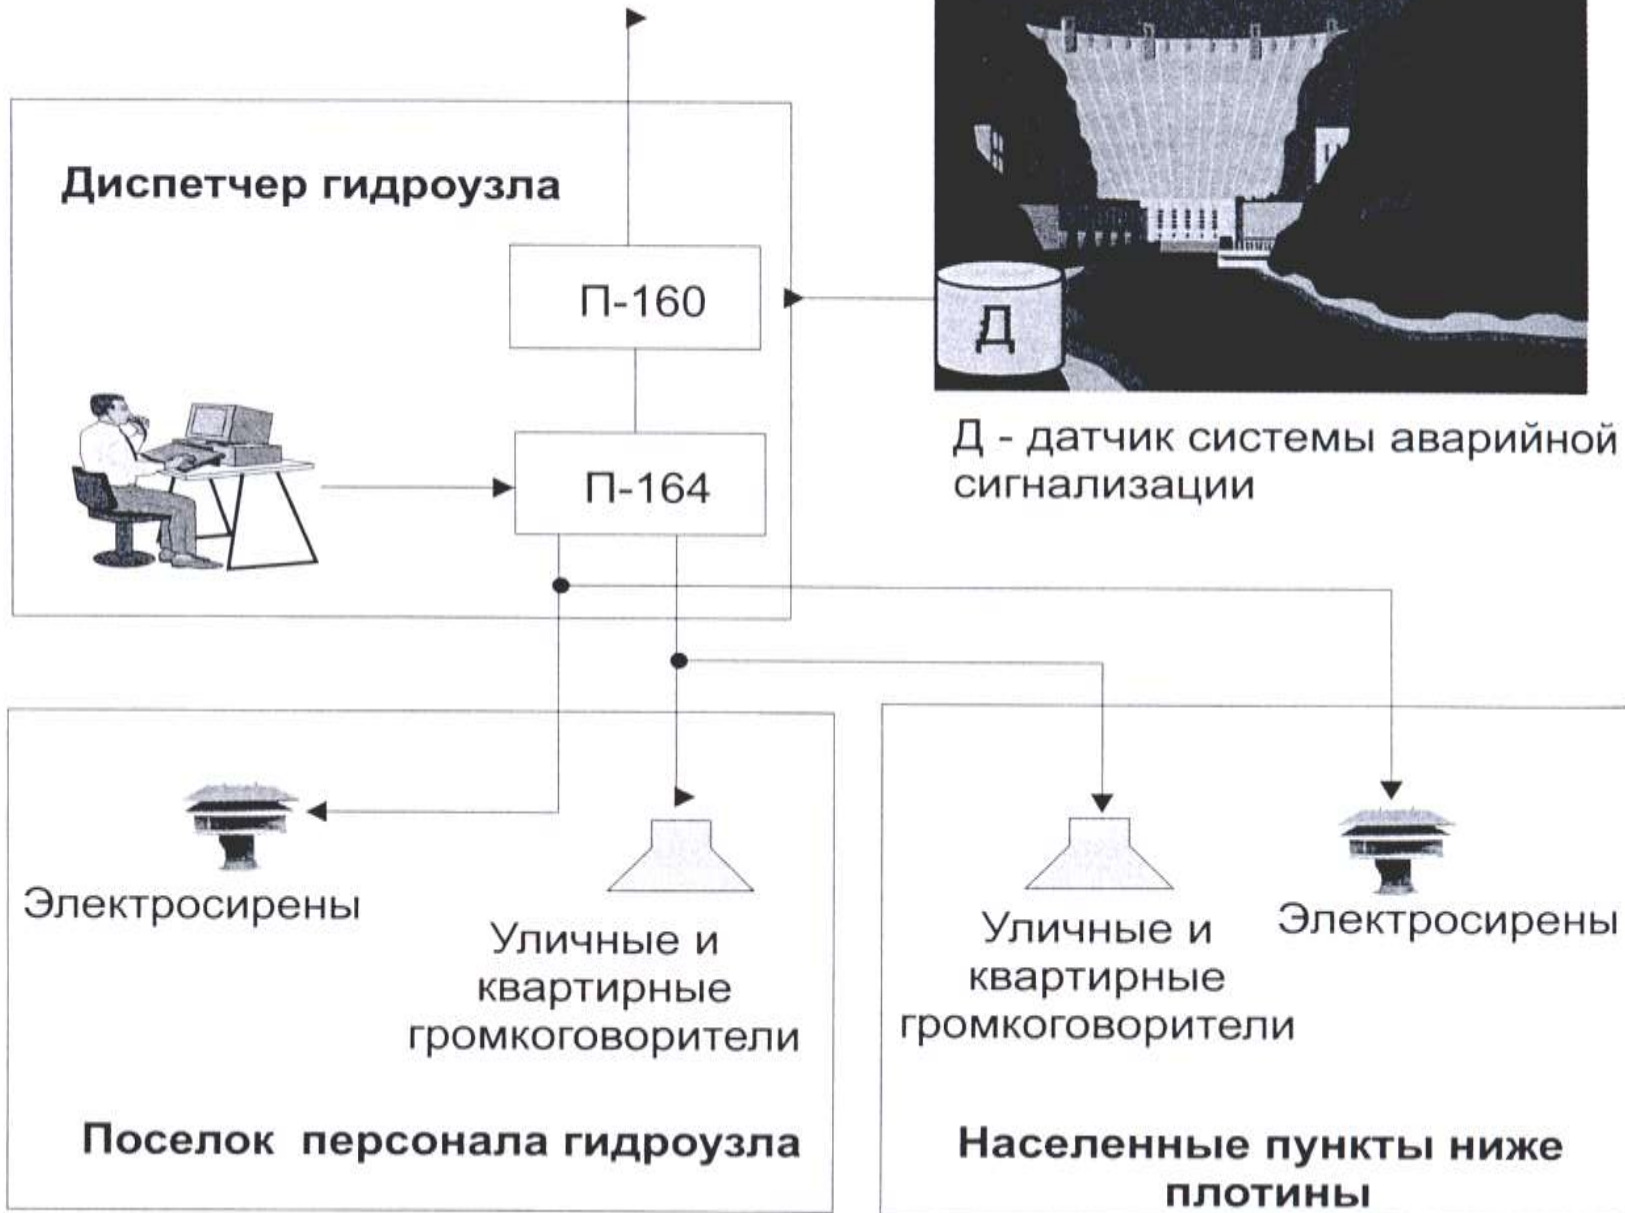 Диспетчер гидроузла
П-160
Д
Д - датчик системы аварийной
сигнализации
П-164
Электросирены
Уличные и
квартирные
громкоговорители
Поселок персонала гидроузла
Уличные и
квартирные
громкоговорители
Электросирены
Населенные пункты ниже
плотины